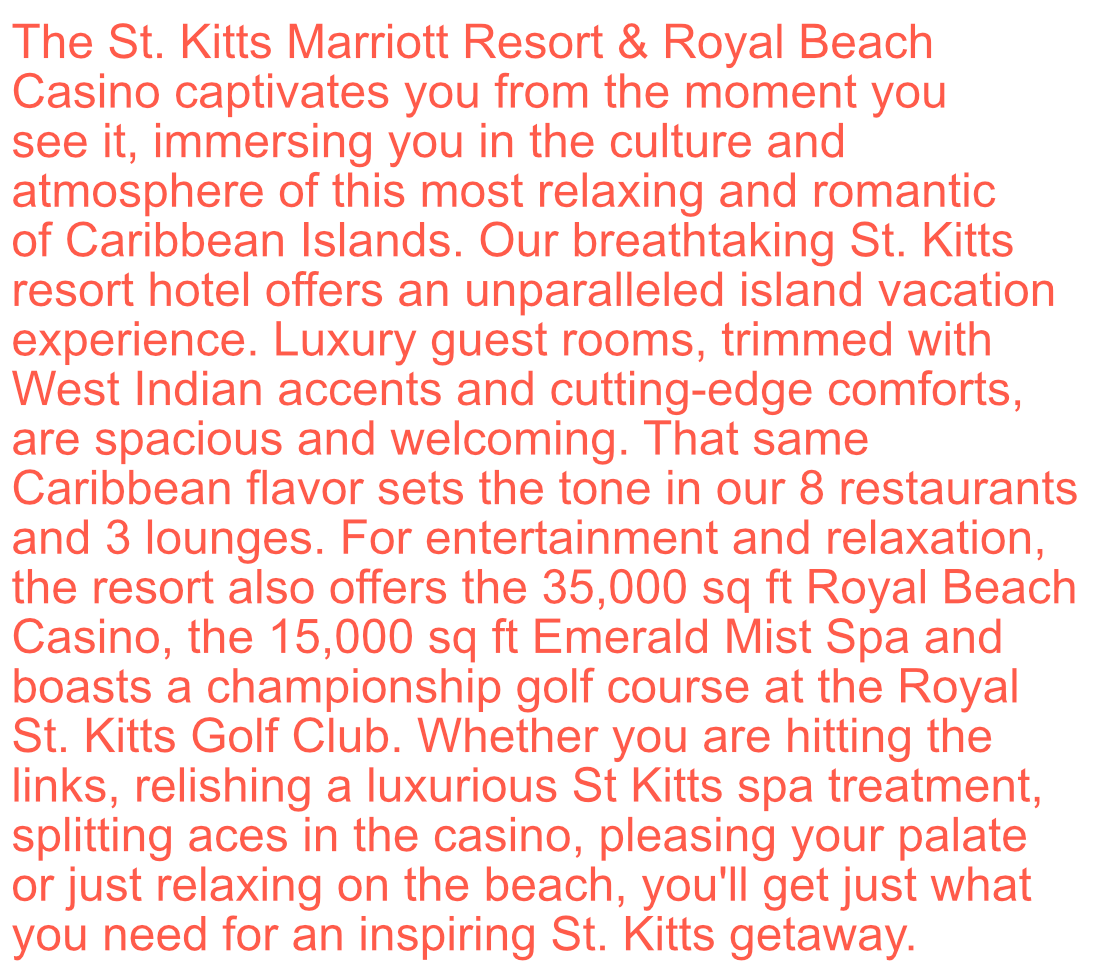 The St. Kitts Marriott Resort & Royal Beach
Casino captivates you from the moment you
see it, immersing you in the culture and
atmosphere of this most relaxing and romantic
of Caribbean Islands. Our breathtaking St. Kitts
resort hotel offers an unparalleled island vacation
experience. Luxury guest rooms, trimmed with
West Indian accents and cutting-edge comforts,
are spacious and welcoming. That same
Caribbean flavor sets the tone in our 8 restaurants
and 3 lounges. For entertainment and relaxation,
the resort also offers the 35,000 sq ft Royal Beach
Casino, the 15,000 sq ft Emerald Mist Spa and
boasts a championship golf course at the Royal
St. Kitts Golf Club. Whether you are hitting the
links, relishing a luxurious St Kitts spa treatment,
splitting aces in the casino, pleasing your palate
or just relaxing on the beach, you'll get just what
you need for an inspiring St. Kitts getaway.